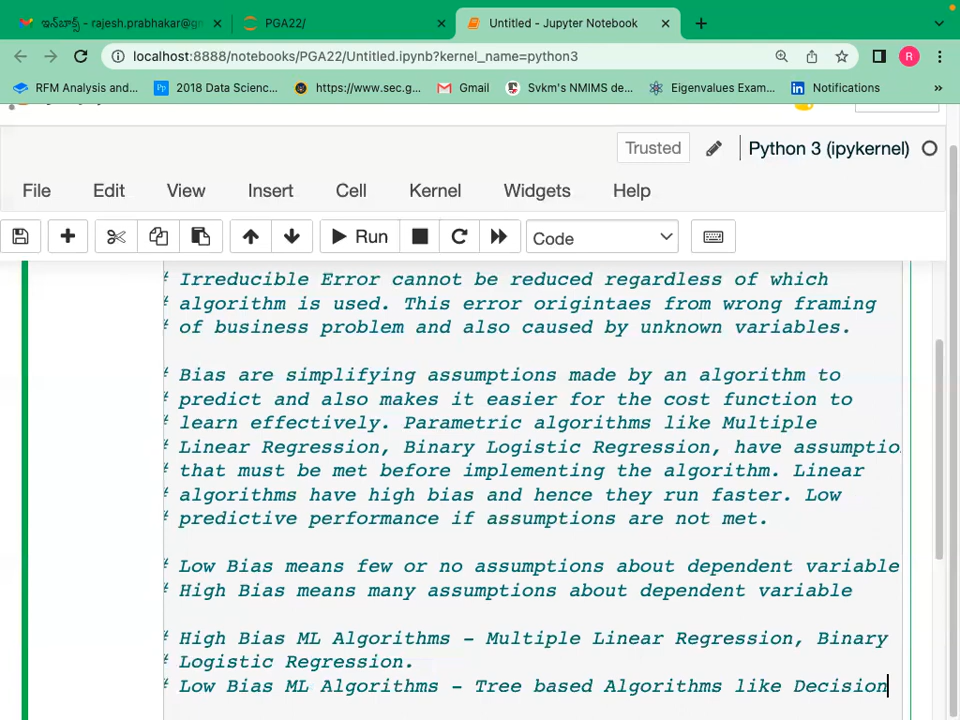 ఇన్‌బాక్స్ - rajesh.prabhakar@gn
PGA22/
Untitled - Jupyter Notebook
localhost:8888/notebooks/PGA22/Untitled.ipynb?kernel_name=python3
R
RFM Analysis and...
2018 Data Scienc...
https://www.sec.g...
Gmail
Svkm's NMIMS de...
Eigenvalues Exam...
Notifications
»
Trusted
Python 3 (ipykernel)
File Edit View Insert Cell Kernel Widgets Help
Run
Code
# Irreducible Error cannot be reduced regardless of which
# algorithm is used. This error origintaes from wrong framing
# of business problem and also caused by unknown variables.
# Bias are simplifying assumptions made by an algorithm to
# predict and also makes it easier for the cost function to
# learn effectively. Parametric algorithms like Multiple
# Linear Regression, Binary Logistic Regression, have assumptio
# that must be met before implementing the algorithm. Linear
# algorithms have high bias and hence they run faster. Low
# predictive performance if assumptions are not met.
# Low Bias means few or no assumptions about dependent variable
# High Bias means many assumptions about dependent variable
# High Bias ML Algorithms - Multiple Linear Regression, Binary
# Logistic Regression.
# Low Bias ML Algorithms - Tree based Algorithms like Decision